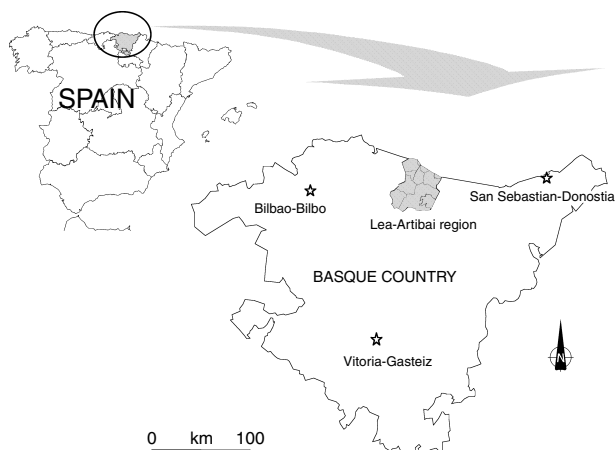 SPAIN
San Sebastian-Donostia
Bilbao-Bilbo
Lea-Artibai region
BASQUE COUNTRY
N
Vitoria-Gasteiz
0 km 100